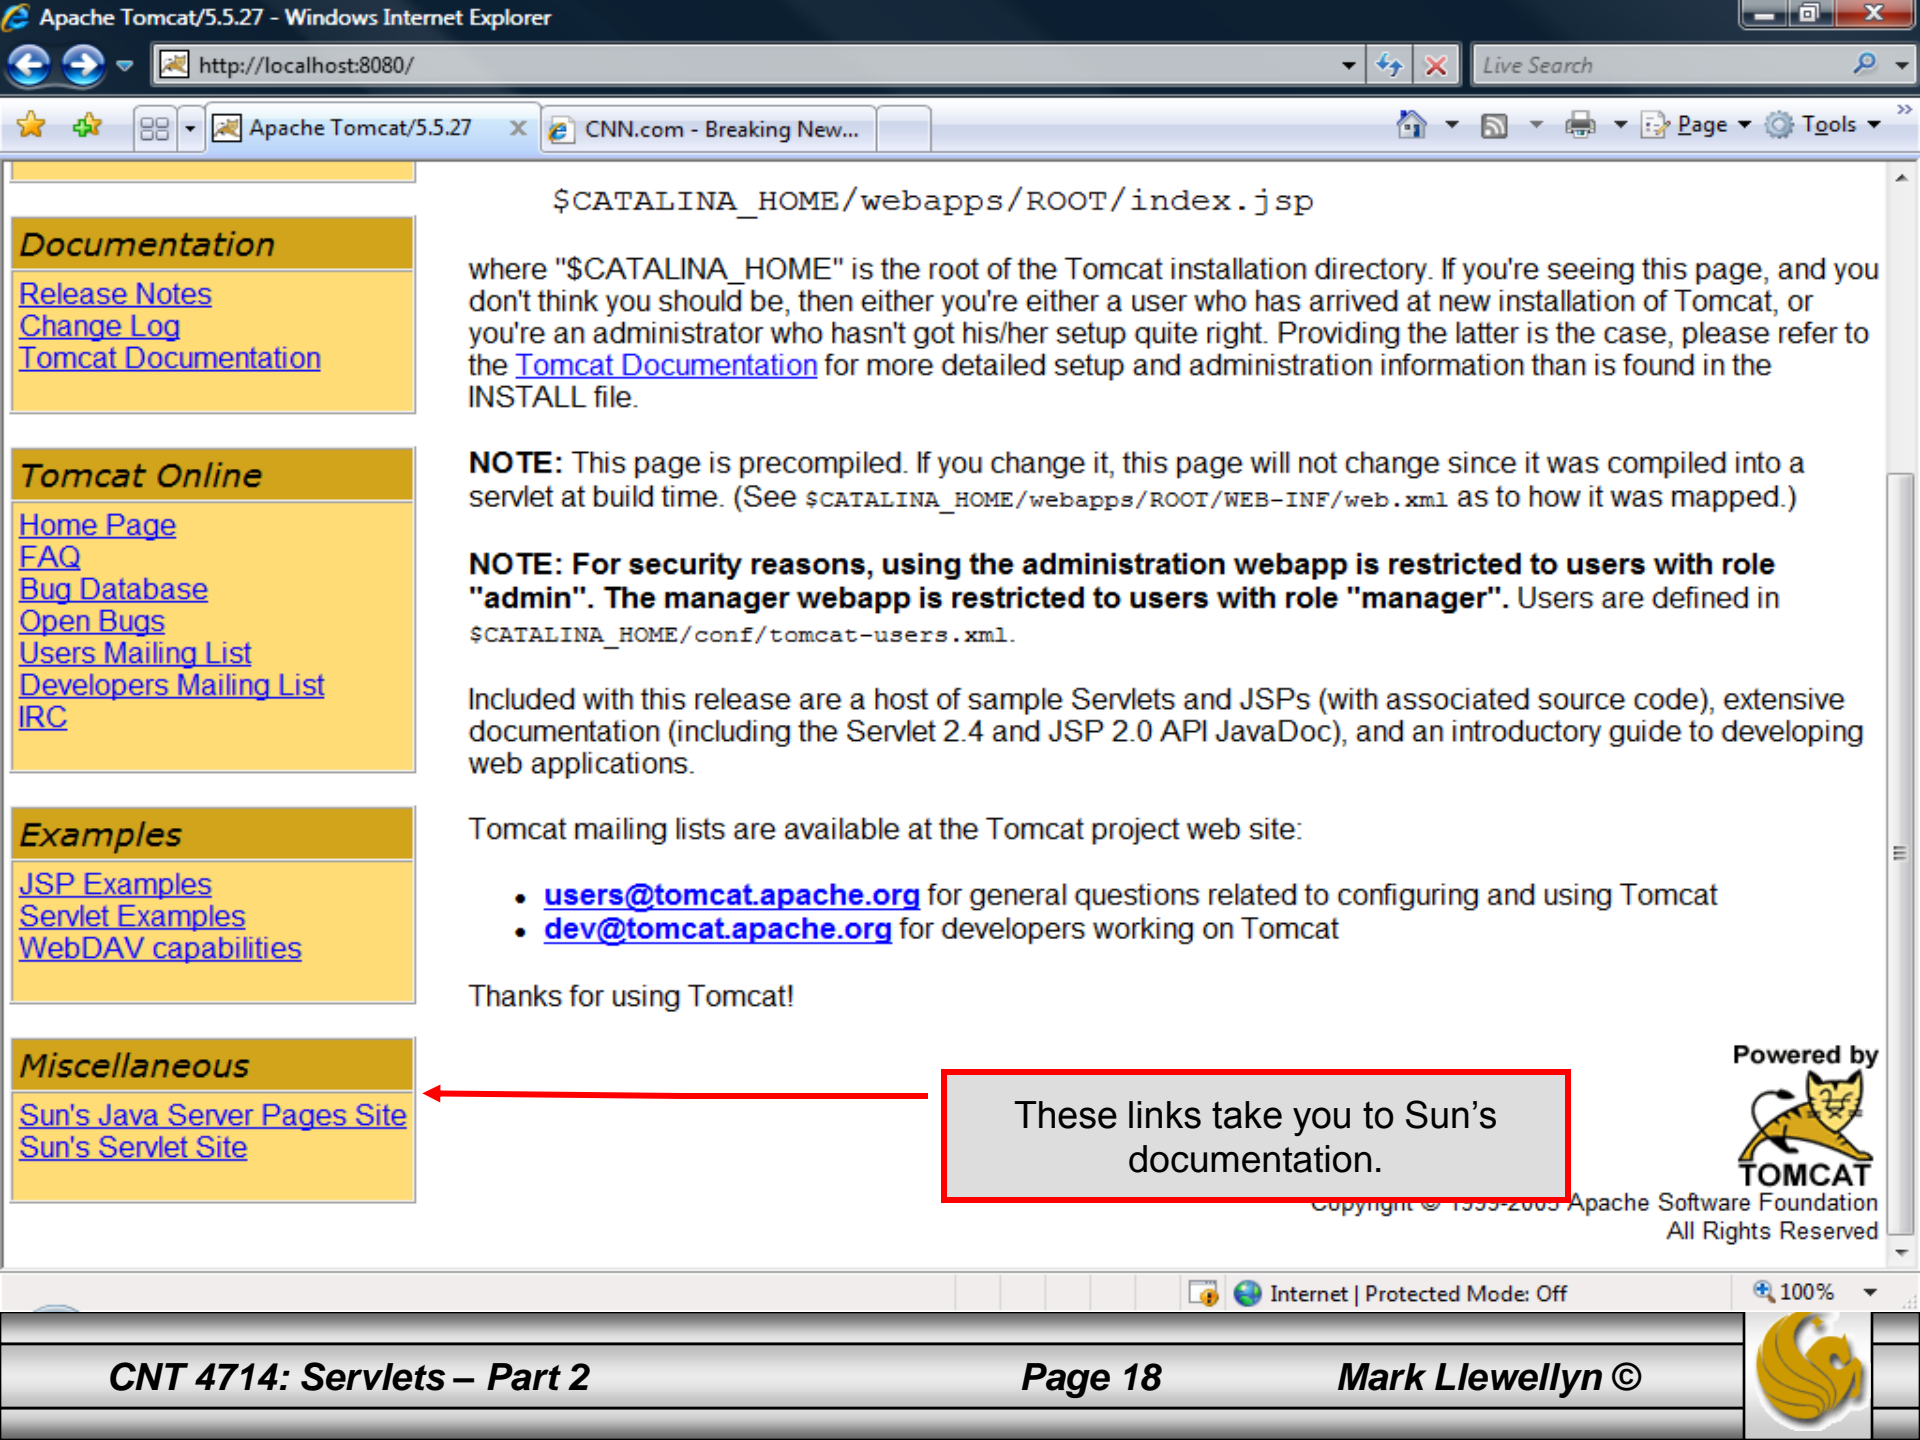 Apache Tomcat/5.5.27 - Windows Internet Explorer
http://localhost:8080/
Live Search
Apache Tomcat/5.5.27 x
CNN.com - Breaking New...
Page
Tools
$CATALINA_HOME/webapps/ROOT/index.jsp
Documentation
Release Notes
Change Log
Tomcat Documentation
Tomcat Online
Home Page
FAQ
Bug Database
Open Bugs
Users Mailing List
Developers Mailing List
IRC
Examples
JSP Examples
Servlet Examples
WebDAV capabilities
Miscellaneous
Sun's Java Server Pages Site
Sun's Servlet Site
where "$CATALINA_HOME" is the root of the Tomcat installation directory. If you're seeing this page, and you
don't think you should be, then either you're either a user who has arrived at new installation of Tomcat, or
you're an administrator who hasn't got his/her setup quite right. Providing the latter is the case, please refer to
the Tomcat Documentation for more detailed setup and administration information than is found in the
INSTALL file.
NOTE: This page is precompiled. If you change it, this page will not change since it was compiled into a
servlet at build time. (See $CATALINA_HOME/webapps/ROOT/WEB-INF/web.xml as to how it was mapped.)
NOTE: For security reasons, using the administration webapp is restricted to users with role
"admin". The manager webapp is restricted to users with role "manager". Users are defined in
$CATALINA_HOME/conf/tomcat-users.xml.
Included with this release are a host of sample Servlets and JSPs (with associated source code), extensive
documentation (including the Servlet 2.4 and JSP 2.0 API JavaDoc), and an introductory guide to developing
web applications.
Tomcat mailing lists are available at the Tomcat project web site:
• users@tomcat.apache.org for general questions related to configuring and using Tomcat
• dev@tomcat.apache.org for developers working on Tomcat
Thanks for using Tomcat!
These links take you to Sun's
documentation.
Powered by
TOMCAT
Copyright © 1999-2005 Apache Software Foundation
All Rights Reserved
Internet | Protected Mode: Off
100%
CNT 4714: Servlets – Part 2
Page 18
Mark Llewellyn ©